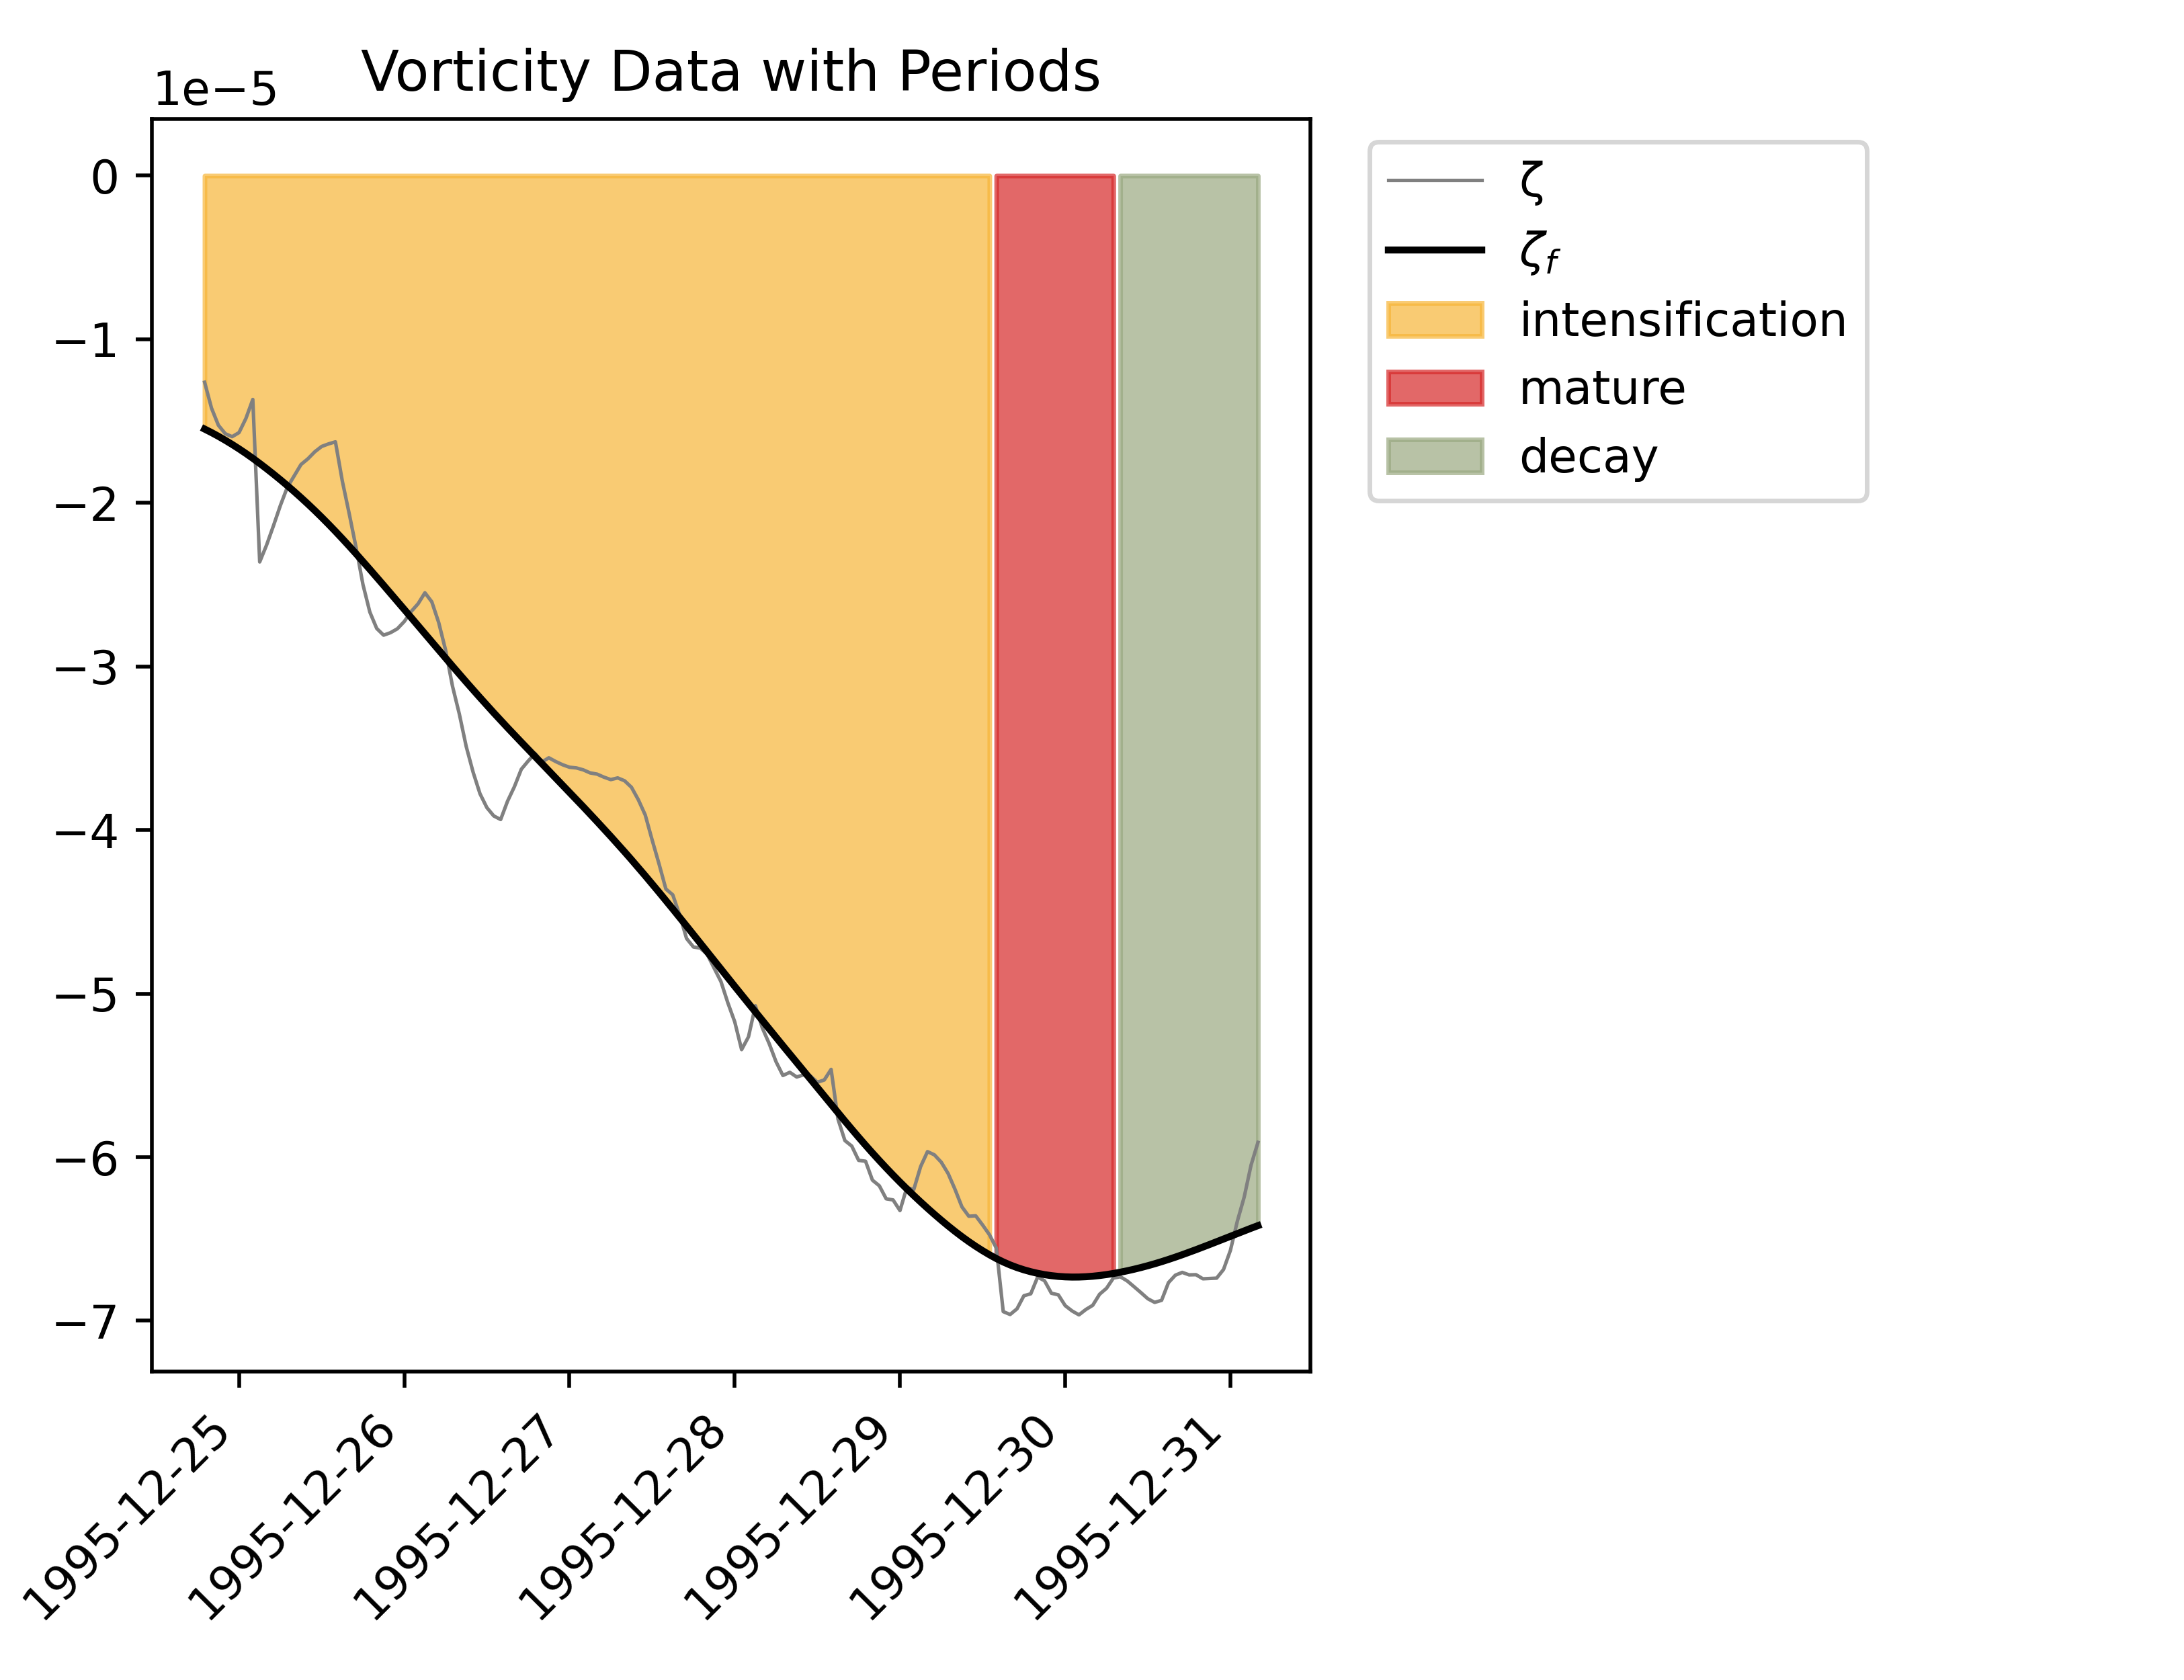 Vorticity Data with Periods
1e−5
0
−1
−2
−3
−4
−5
−6
−7
1995-12-25
1995-12-26
1995-12-27
1995-12-28
1995-12-29
1995-12-30
1995-12-31
ζ
ζf
intensification
mature
decay